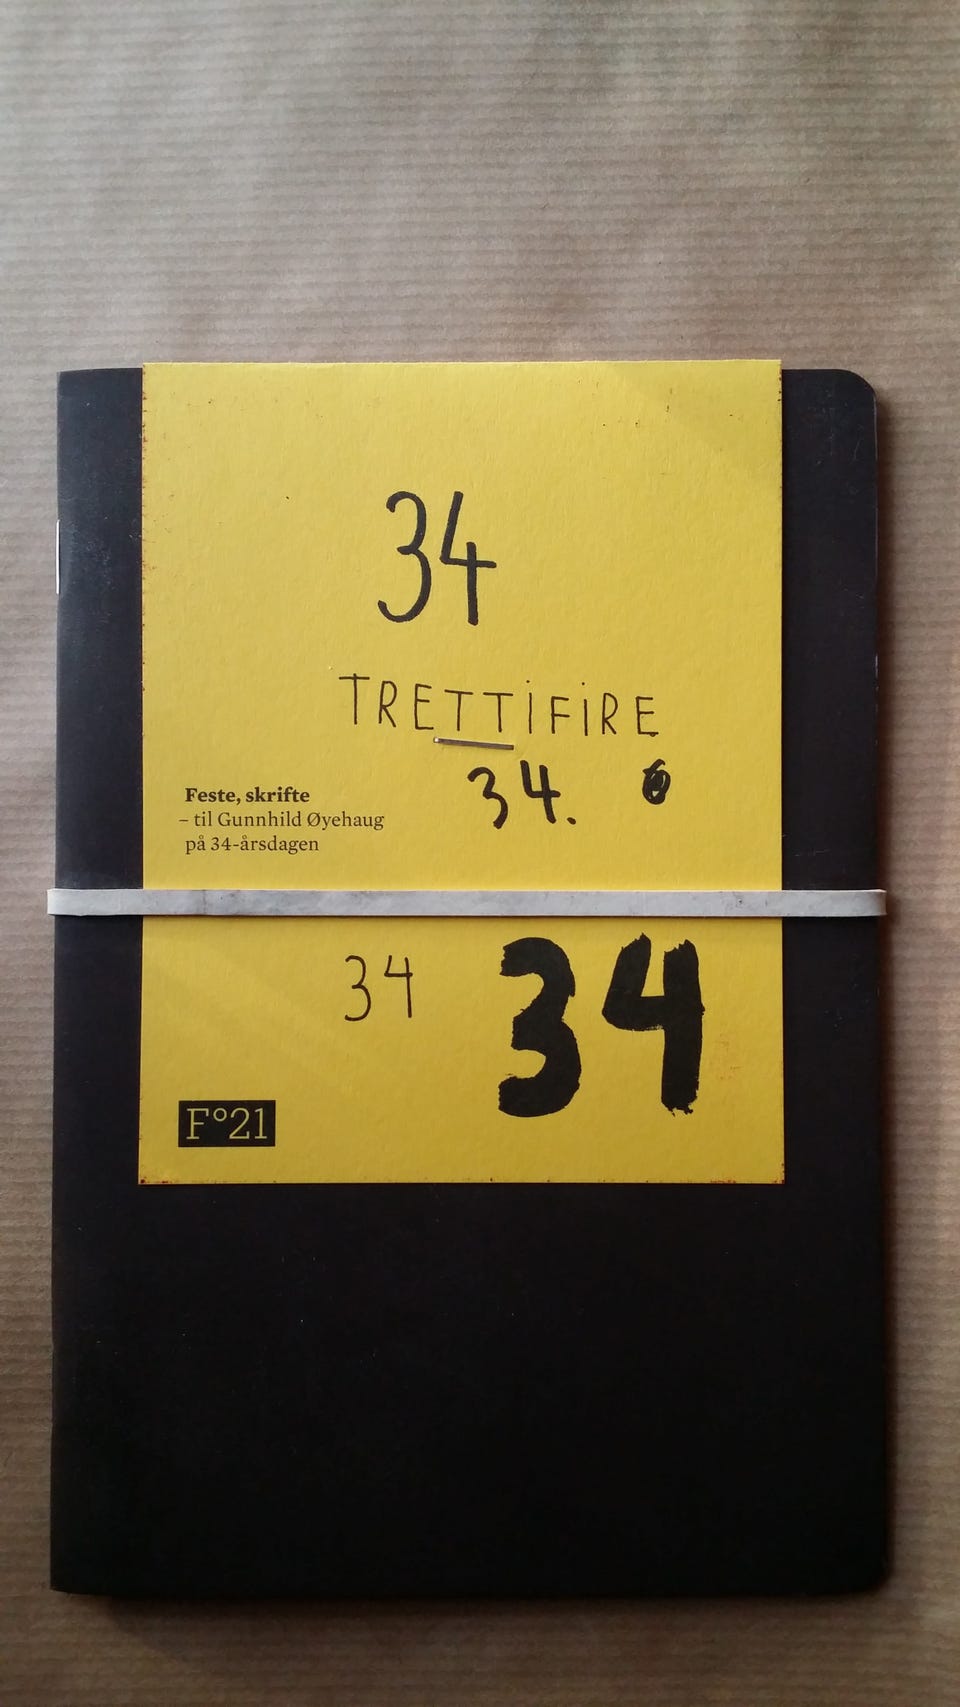 34
TRETTIFIRE
34.
Feste, skrifte
– til Gunnhild Øyehaug
på 34-årsdagen
34
34
F°21